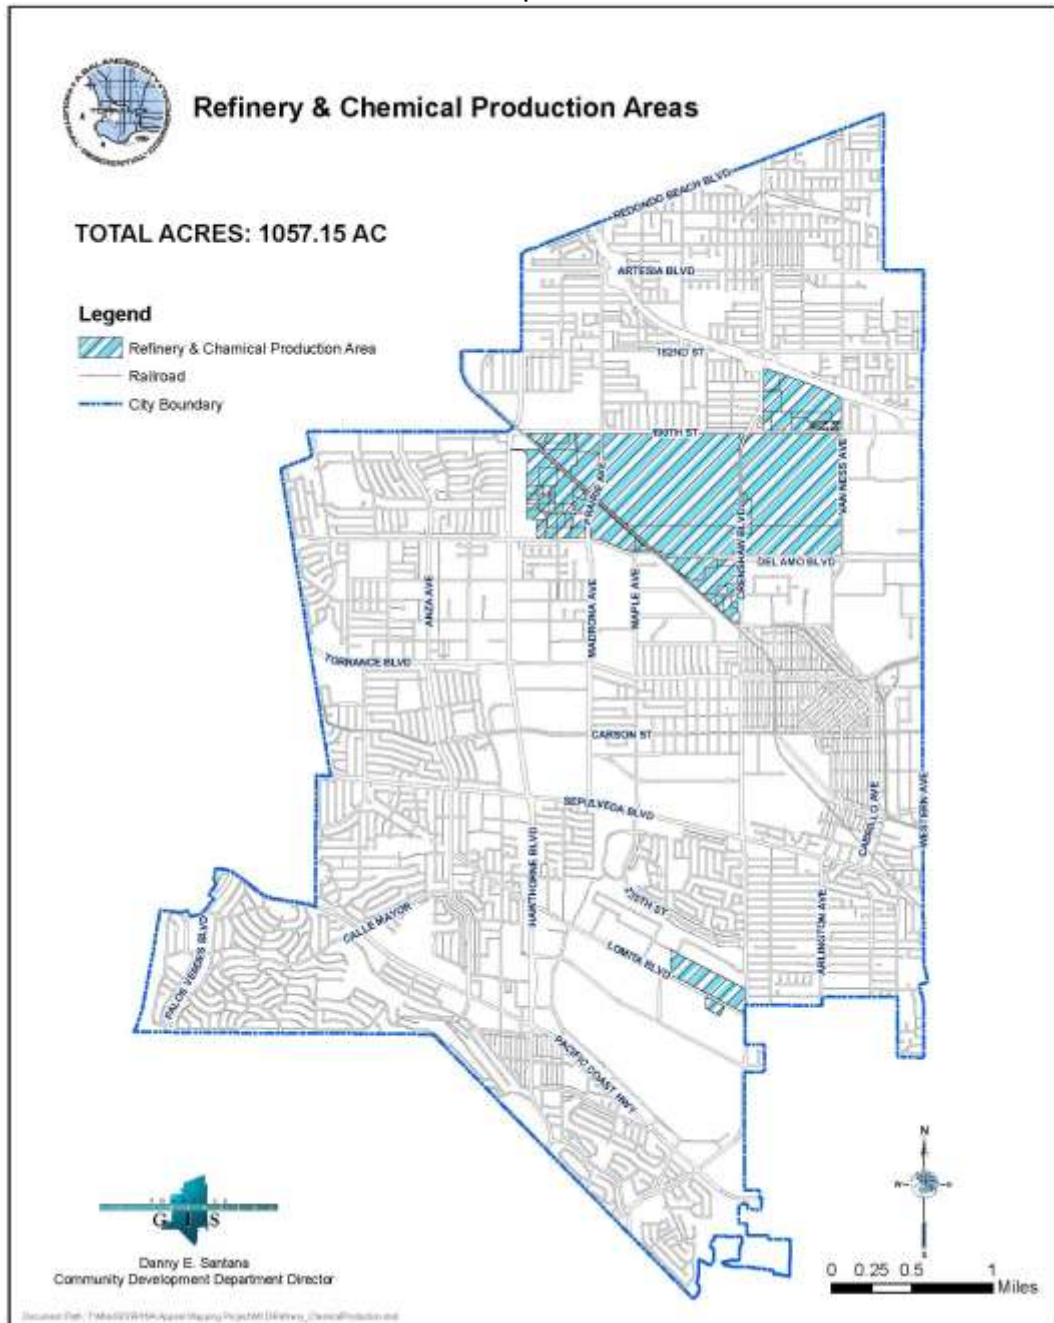 Refinery & Chemical Production Areas
TOTAL ACRES: 1057.15 AC
Legend
Refinery & Chamical Production Area
Railroad
City Boundary
REDONDO BEACH BLVD
ARTESIA BLVD
182ND ST
190TH ST
PRAIRIE AVE
CRENSHAW BLVD
VAN NESS AVE
DEL AMO BLVD
ANZA AVE
MADRONA AVE
MAPLE AVE
TORRANCE BLVD
CARSON ST
SEPULVEDA BLVD
HAWTHORNE BLVD
CABRILLO AVE
WESTERN AVE
ARLINGTON AVE
235TH ST
LOMITA BLVD
CALLE MAYOR
PALOS VERDES BLVD
PACIFIC COAST HWY
N
W
E
S
G I S
Danny E. Santana
Community Development Department Director
0 0.25 0.5 1
Miles